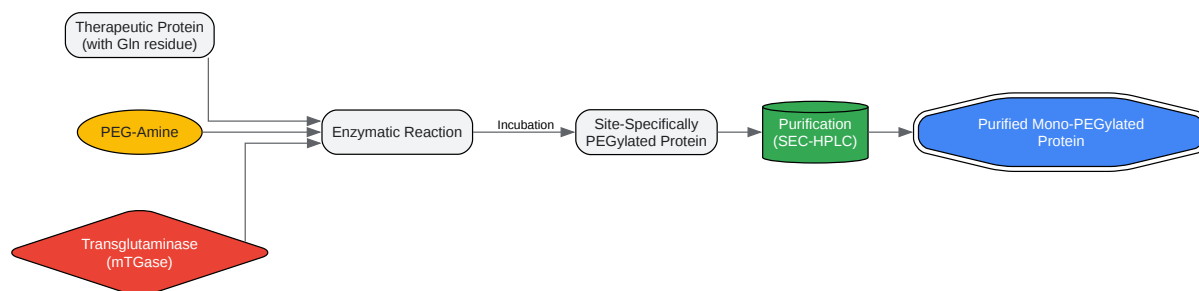 Therapeutic Protein
(with Gln residue)
PEG-Amine
Transglutaminase
(mTGase)
Enzymatic Reaction
Incubation
Site-Specifically
PEGylated Protein
Purification
(SEC-HPLC)
Purified Mono-PEGylated
Protein